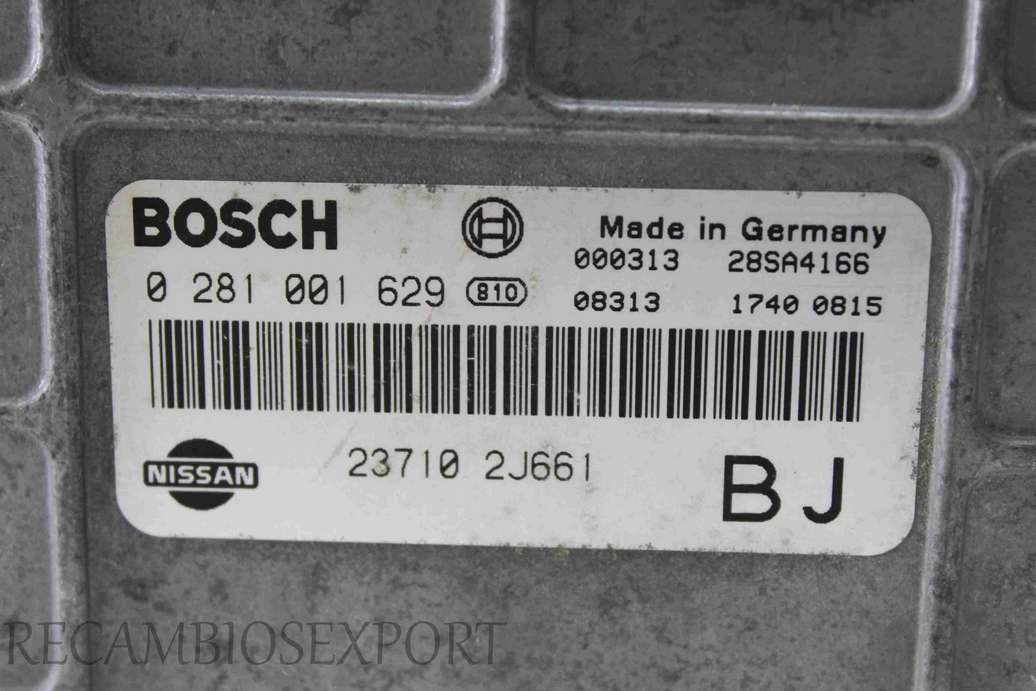 BOSCH
Made in Germany
000313 28SA4166
0 281 001 629 810
08313 1740 0815
NISSAN
23710 2J661
BJ
RECAMBIOSEXPORT